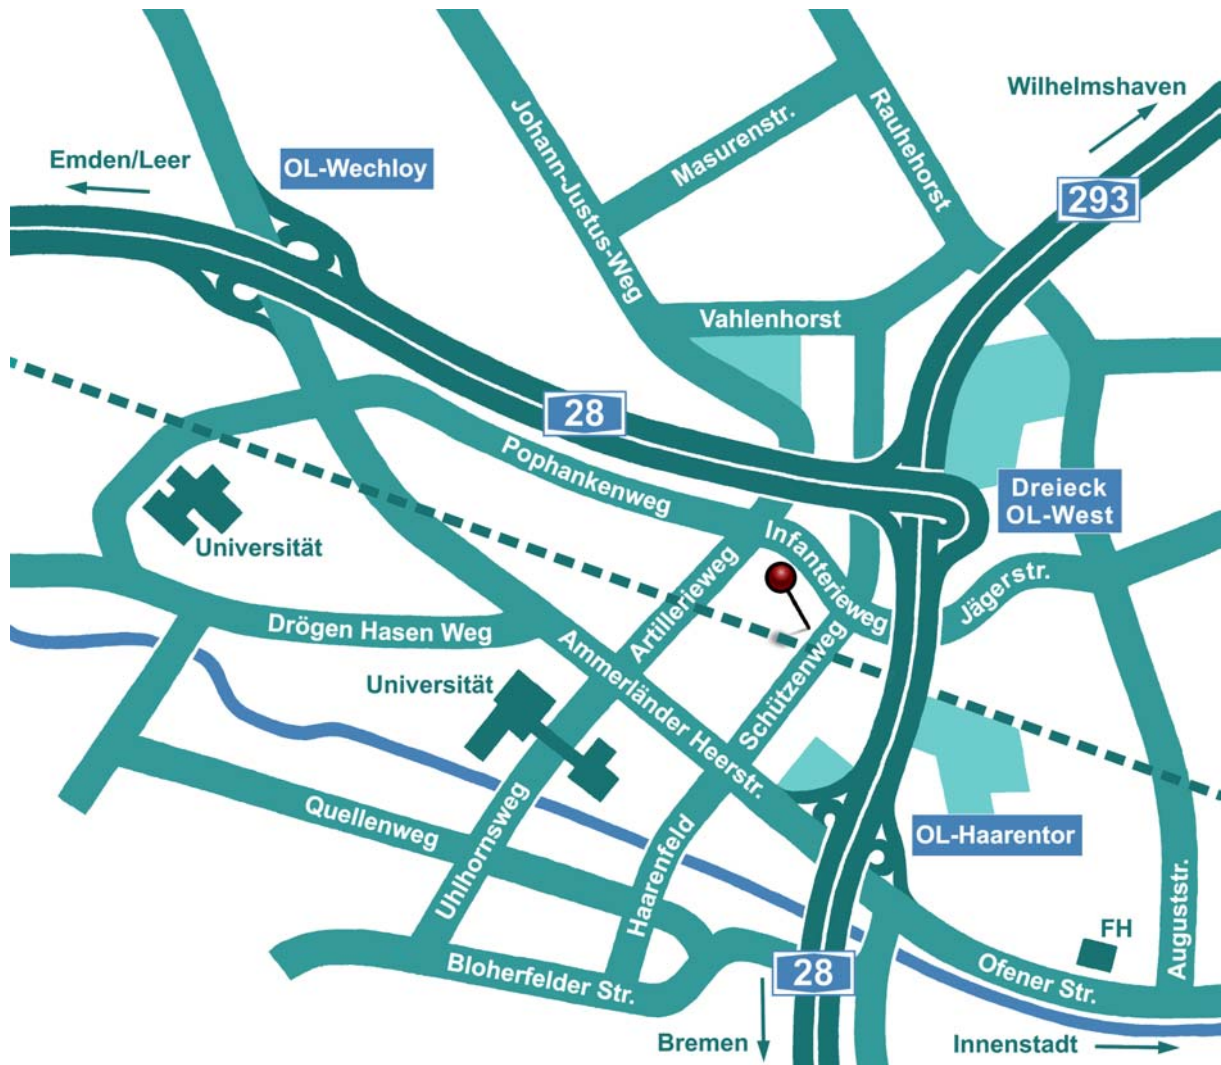 Wilhelmshaven
Emden/Leer
OL-Wechloy
Johann-Justus-Weg
Masurenstr.
Rauhehorst
293
Vahlenhorst
28
Pophankenweg
Dreieck
OL-West
Infanterieweg
Jägerstr.
Universität
Artillerieweg
Drögen Hasen Weg
Ammerländer Heerstr.
Schützenweg
Universität
Quellenweg
Uhlhornsweg
Haarenfeld
OL-Haarentor
Auguststr.
FH
Bloherfelder Str.
28
Ofener Str.
Bremen
Innenstadt